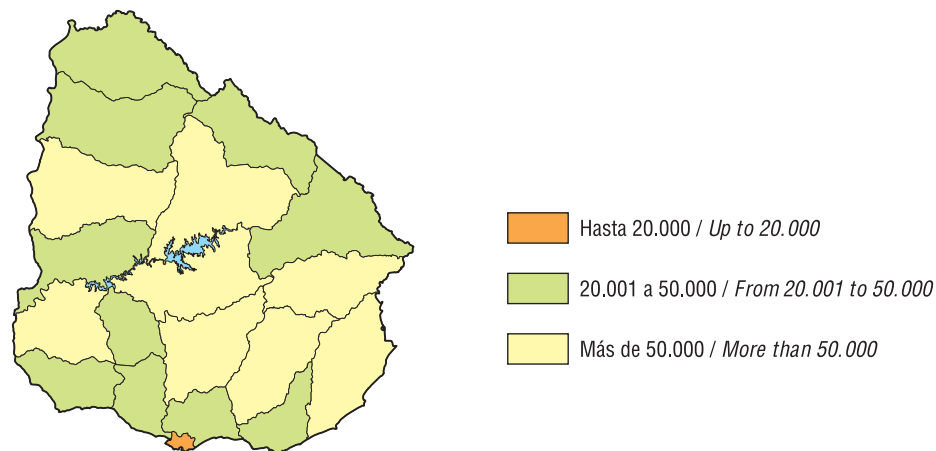 Hasta 20.000 / Up to 20.000
20.001 a 50.000 / From 20.001 to 50.000
Más de 50.000 / More than 50.000